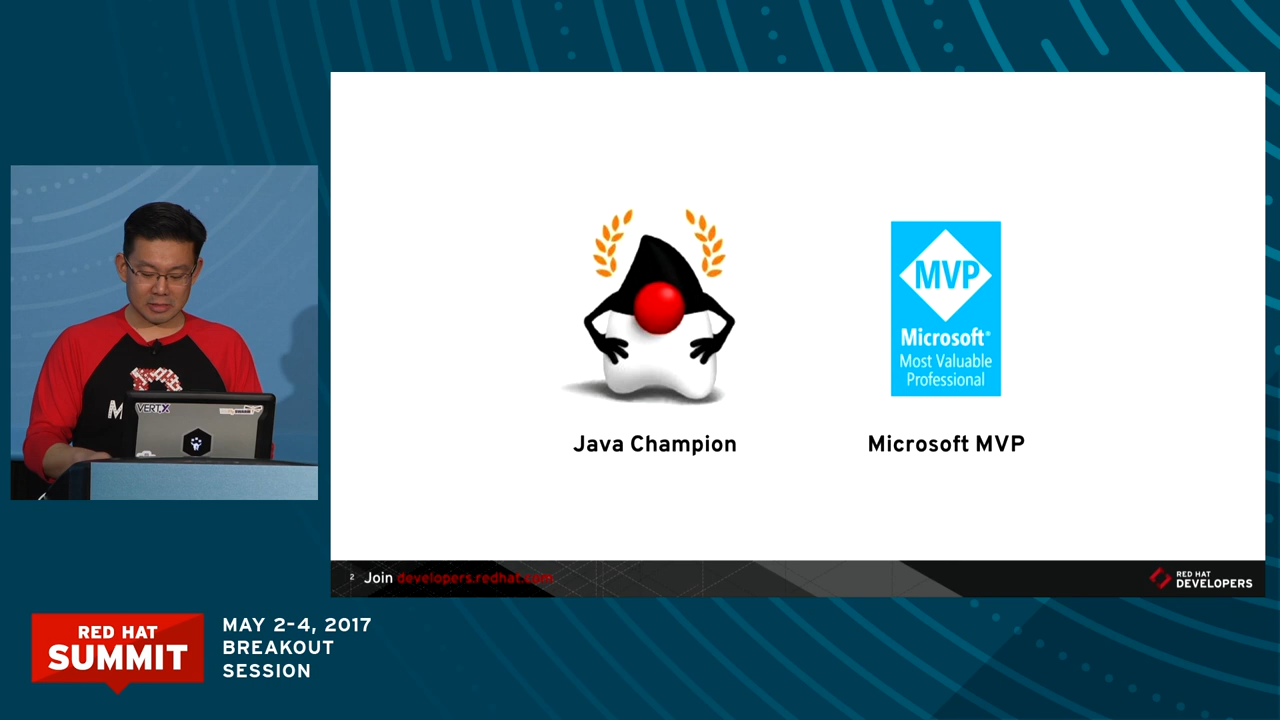 MVP
Microsoft®
Most Valuable
Professional
Java Champion
Microsoft MVP
2 Join developers.redhat.com
RED HAT
DEVELOPERS
VERT.X
M
RED HAT
SUMMIT
MAY 2-4, 2017
BREAKOUT
SESSION